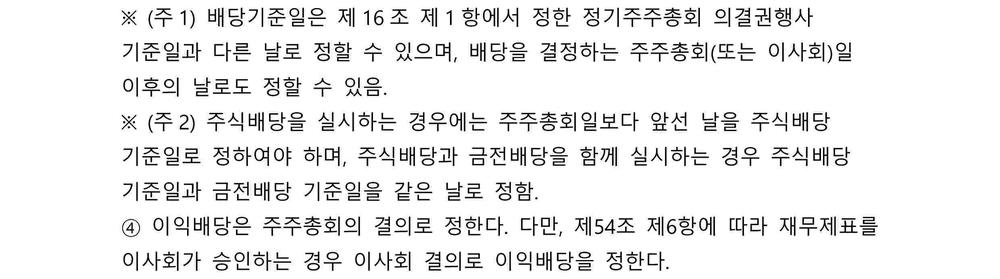 ※ (주 1) 배당기준일은 제 16 조 제 1 항에서 정한 정기주주총회 의결권행사
기준일과 다른 날로 정할 수 있으며, 배당을 결정하는 주주총회(또는 이사회)일
이후의 날로도 정할 수 있음.
※ (주 2) 주식배당을 실시하는 경우에는 주주총회일보다 앞선 날을 주식배당
기준일로 정하여야 하며, 주식배당과 금전배당을 함께 실시하는 경우 주식배당
기준일과 금전배당 기준일을 같은 날로 정함.
④ 이익배당은 주주총회의 결의로 정한다. 다만, 제54조 제6항에 따라 재무제표를
이사회가 승인하는 경우 이사회 결의로 이익배당을 정한다.